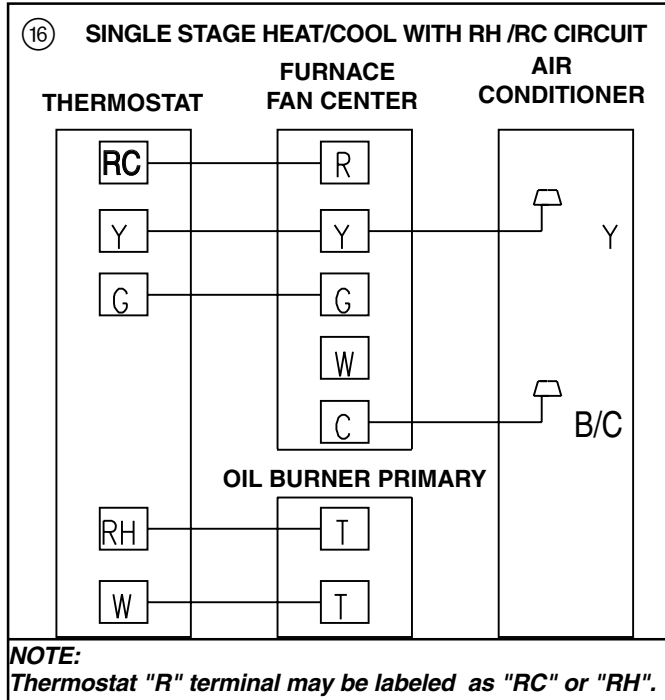 16 SINGLE STAGE HEAT/COOL WITH RH /RC CIRCUIT
THERMOSTAT
FURNACE
FAN CENTER
AIR
CONDITIONER
RC R
Y Y Y
G G
W
C B/C
OIL BURNER PRIMARY
RH T
W T
NOTE:
Thermostat "R" terminal may be labeled as "RC" or "RH".